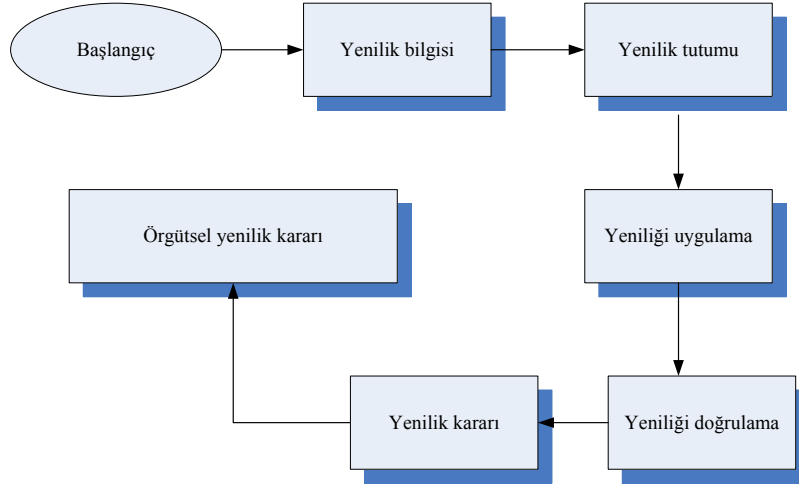 Başlangıç
Yenilik bilgisi
Yenilik tutumu
Yeniliği uygulama
Yeniliği doğrulama
Yenilik kararı
Örgütsel yenilik kararı